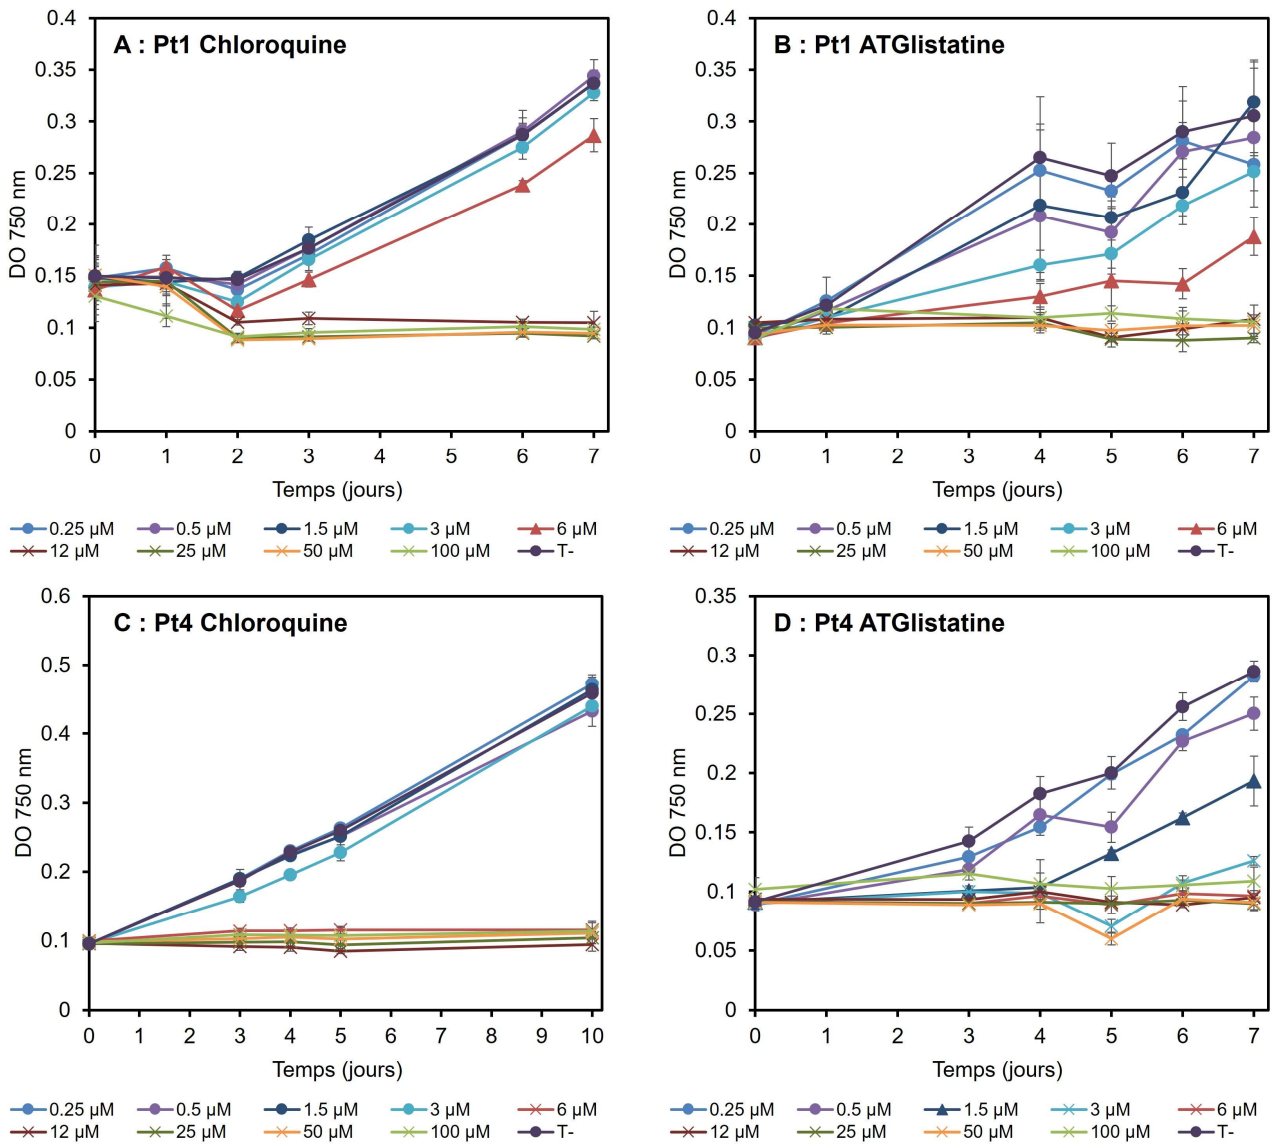 A : Pt1 Chloroquine
0.4
0.35
0.3
0.25
0.2
0.15
0.1
0.05
0
DO 750 nm
0 1 2 3 4 5 6 7
Temps (jours)
0.25 µM 0.5 µM 1.5 µM 3 µM 6 µM
12 µM 25 µM 50 µM 100 µM T-
B : Pt1 ATGlistatine
0.4
0.35
0.3
0.25
0.2
0.15
0.1
0.05
0
DO 750 nm
0 1 2 3 4 5 6 7
Temps (jours)
0.25 µM 0.5 µM 1.5 µM 3 µM 6 µM
12 µM 25 µM 50 µM 100 µM T-
C : Pt4 Chloroquine
0.6
0.5
0.4
0.3
0.2
0.1
0
DO 750 nm
0 1 2 3 4 5 6 7 8 9 10
Temps (jours)
0.25 µM 0.5 µM 1.5 µM 3 µM 6 µM
12 µM 25 µM 50 µM 100 µM T-
D : Pt4 ATGlistatine
0.35
0.3
0.25
0.2
0.15
0.1
0.05
0
DO 750 nm
0 1 2 3 4 5 6 7
Temps (jours)
0.25 µM 0.5 µM 1.5 µM 3 µM 6 µM
12 µM 25 µM 50 µM 100 µM T-